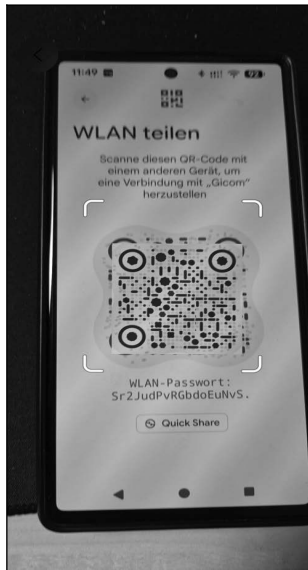 11:49
92
WLAN teilen
Scanne diesen QR-Code mit
einem anderen Gerät, um
eine Verbindung mit „Gicom“
herzustellen
WLAN-Passwort:
Sr2JudPvRGbdoEuNvS.
Quick Share